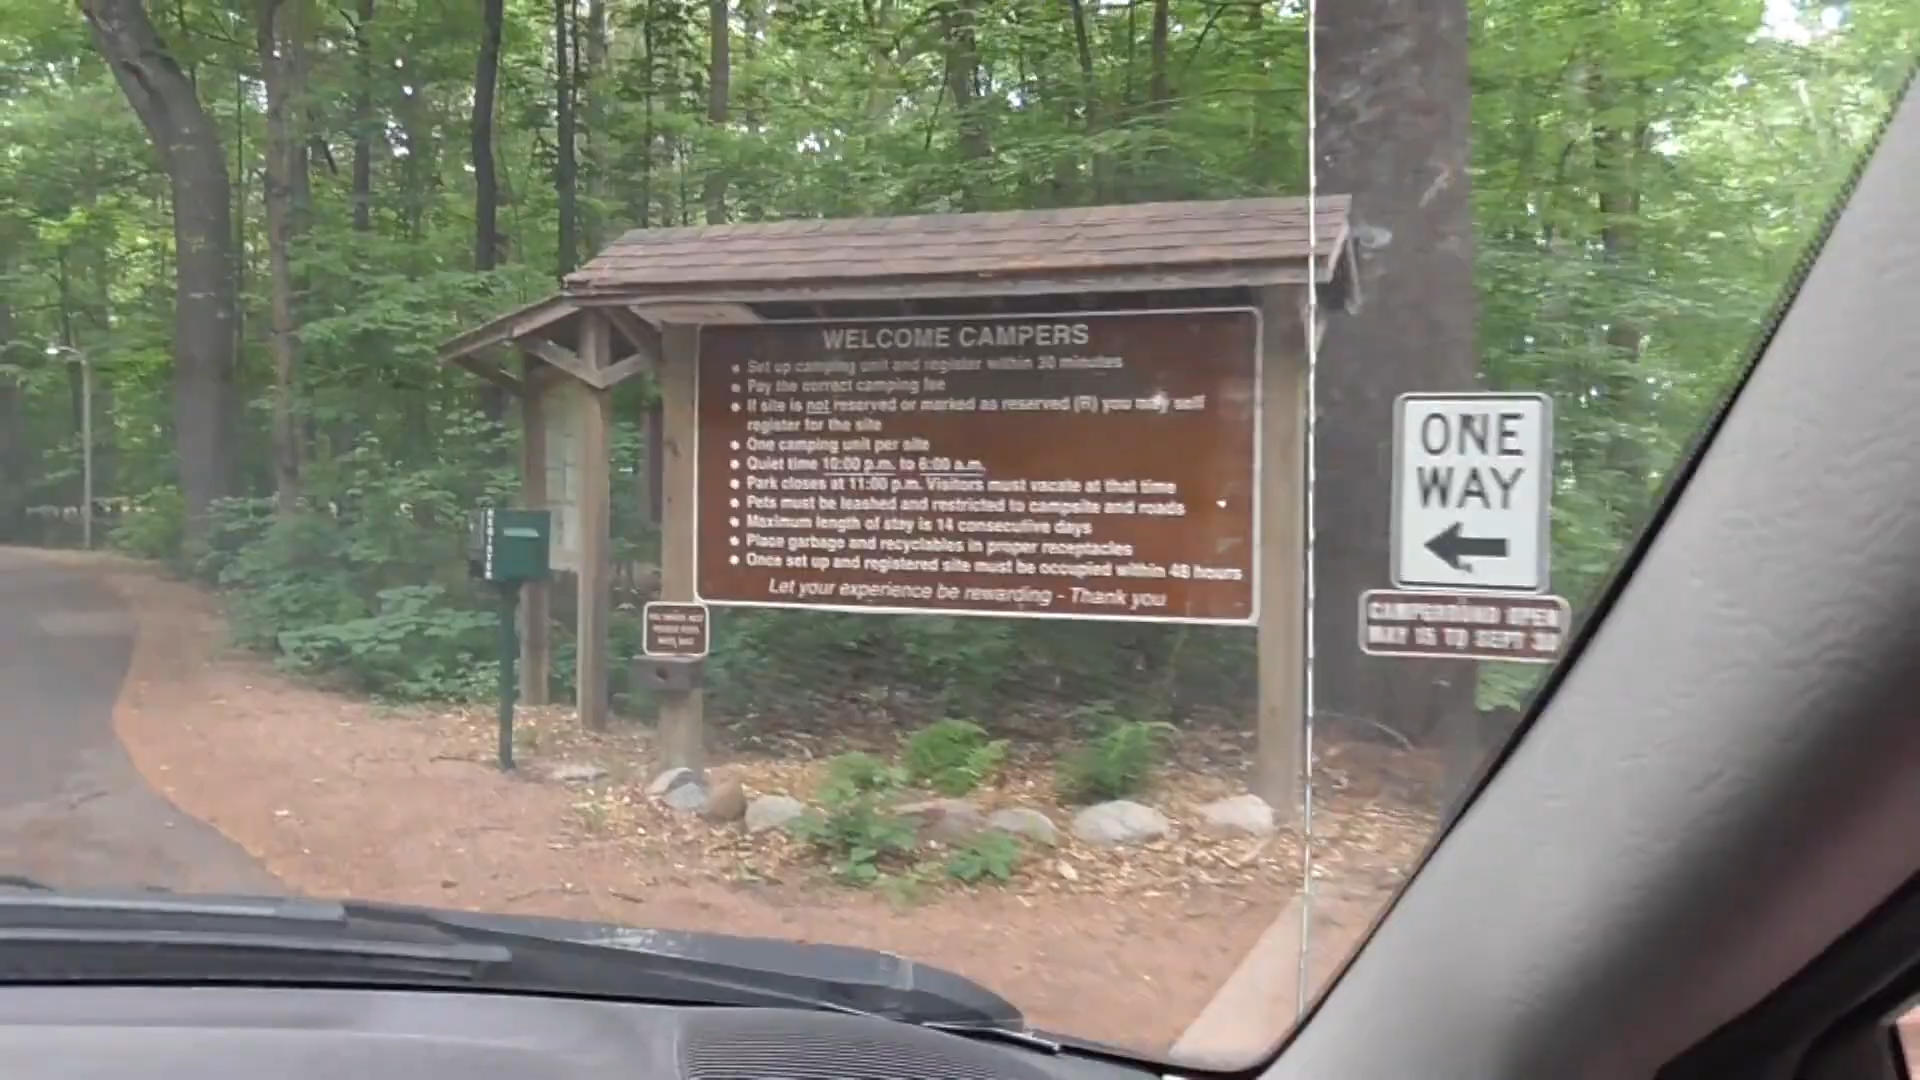 WELCOME CAMPERS
• Set up camping unit and register within 30 minutes
• Pay the correct camping fee
• If site is not reserved or marked as reserved (R) you may self
register for the site
• One camping unit per site
• Quiet time 10:00 p.m. to 6:00 a.m.
• Park closes at 11:00 p.m. Visitors must vacate at that time
• Pets must be leashed and restricted to campsite and roads
• Maximum length of stay is 14 consecutive days
• Place garbage and recyclables in proper receptacles
• Once set up and registered site must be occupied within 48 hours
Let your experience be rewarding - Thank you
ONE
WAY
CAMPGROUND OPEN
MAY 15 TO SEPT 30